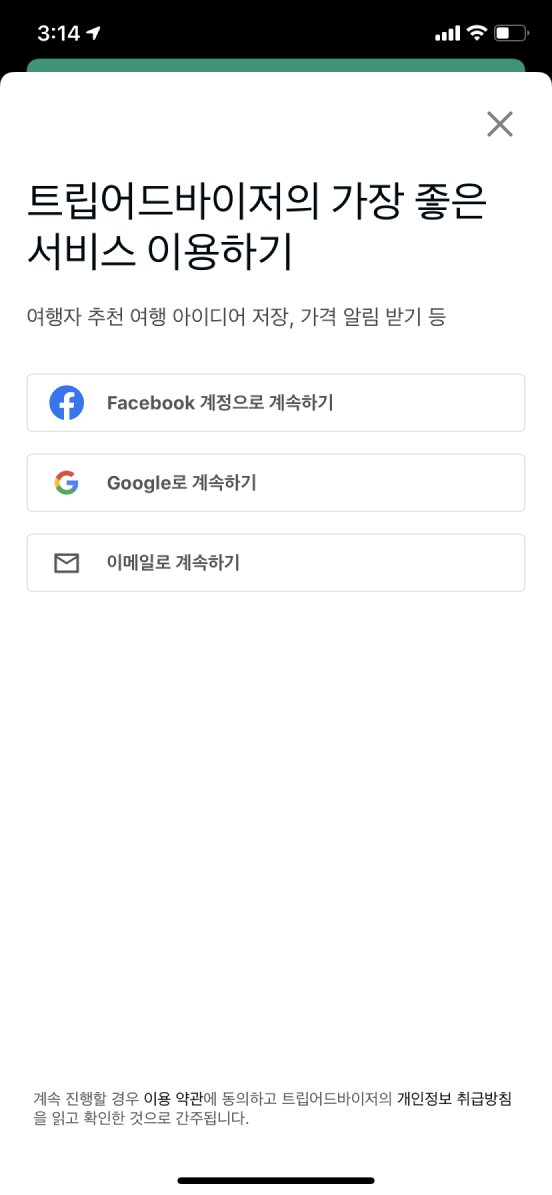 3:14
트립어드바이저의 가장 좋은
서비스 이용하기
여행자 추천 여행 아이디어 저장, 가격 알림 받기 등
Facebook 계정으로 계속하기
Google로 계속하기
이메일로 계속하기
계속 진행할 경우 이용 약관에 동의하고 트립어드바이저의 개인정보 취급방침
을 읽고 확인한 것으로 간주됩니다.